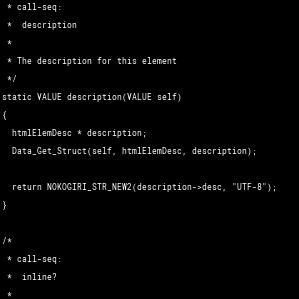 * call-seq:
*  description
*
* The description for this element
*/
static VALUE description(VALUE self)
{
  htmlElemDesc * description;
  Data_Get_Struct(self, htmlElemDesc, description);

  return NOKOGIRI_STR_NEW2(description->desc, "UTF-8");
}

/*
* call-seq:
*  inline?
*